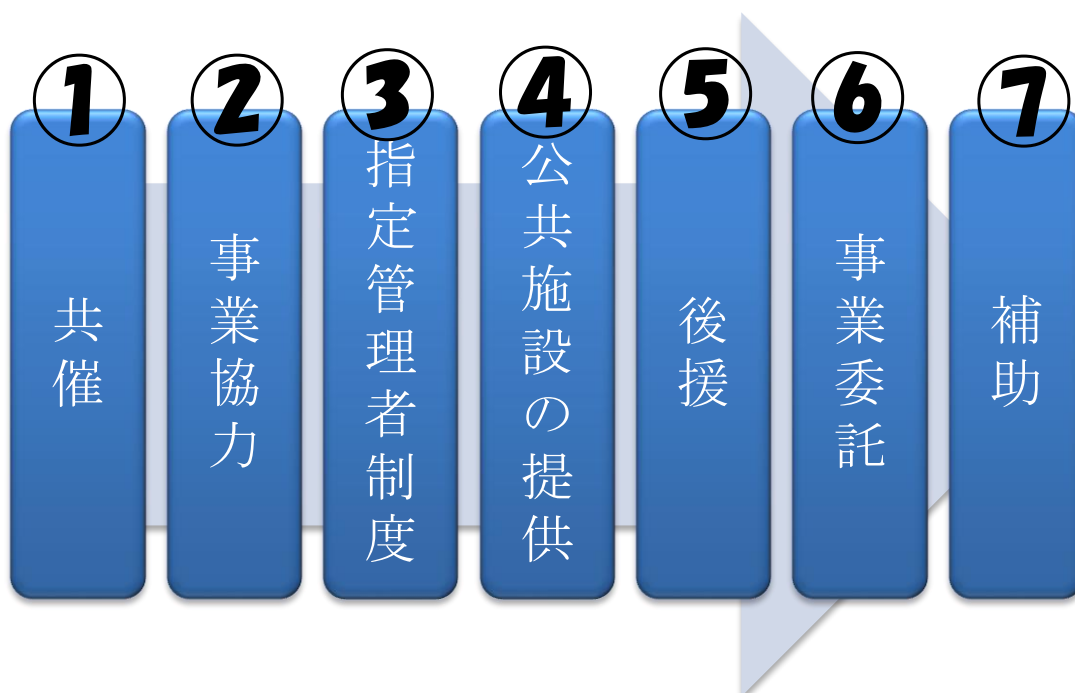 ① 共催
② 事業協力
③ 指定管理者制度
④ 公共施設の提供
⑤ 後援
⑥ 事業委託
⑦ 補助